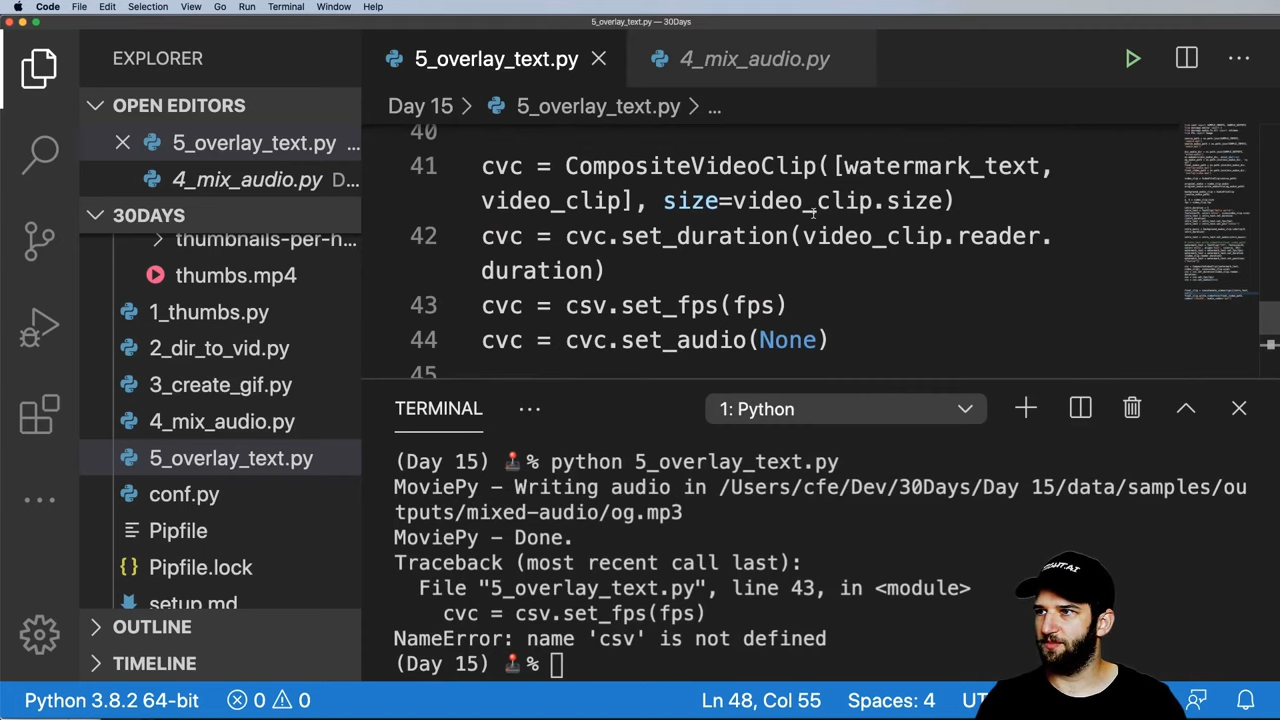 Code File Edit Selection View Go Run Terminal Window Help
5_overlay_text.py — 30Days
EXPLORER
OPEN EDITORS
5_overlay_text.py ...
4_mix_audio.py D...
30DAYS
thumbnails-per-h...
thumbs.mp4
1_thumbs.py
2_dir_to_vid.py
3_create_gif.py
4_mix_audio.py
5_overlay_text.py
conf.py
Pipfile
Pipfile.lock
setup.md
OUTLINE
TIMELINE
5_overlay_text.py 4_mix_audio.py
Day 15 > 5_overlay_text.py > ...
40
41 = CompositeVideoClip([watermark_text,
video_clip], size=video_clip.size)
42 = cvc.set_duration(video_clip.reader.
duration)
43 cvc = csv.set_fps(fps)
44 cvc = cvc.set_audio(None)
45
TERMINAL ... 1: Python
(Day 15) % python 5_overlay_text.py
MoviePy - Writing audio in /Users/cfe/Dev/30Days/Day 15/data/samples/ou
tputs/mixed-audio/og.mp3
MoviePy - Done.
Traceback (most recent call last):
File "5_overlay_text.py", line 43, in <module>
cvc = csv.set_fps(fps)
NameError: name 'csv' is not defined
(Day 15) %
Python 3.8.2 64-bit 0 0 Ln 48, Col 55 Spaces: 4